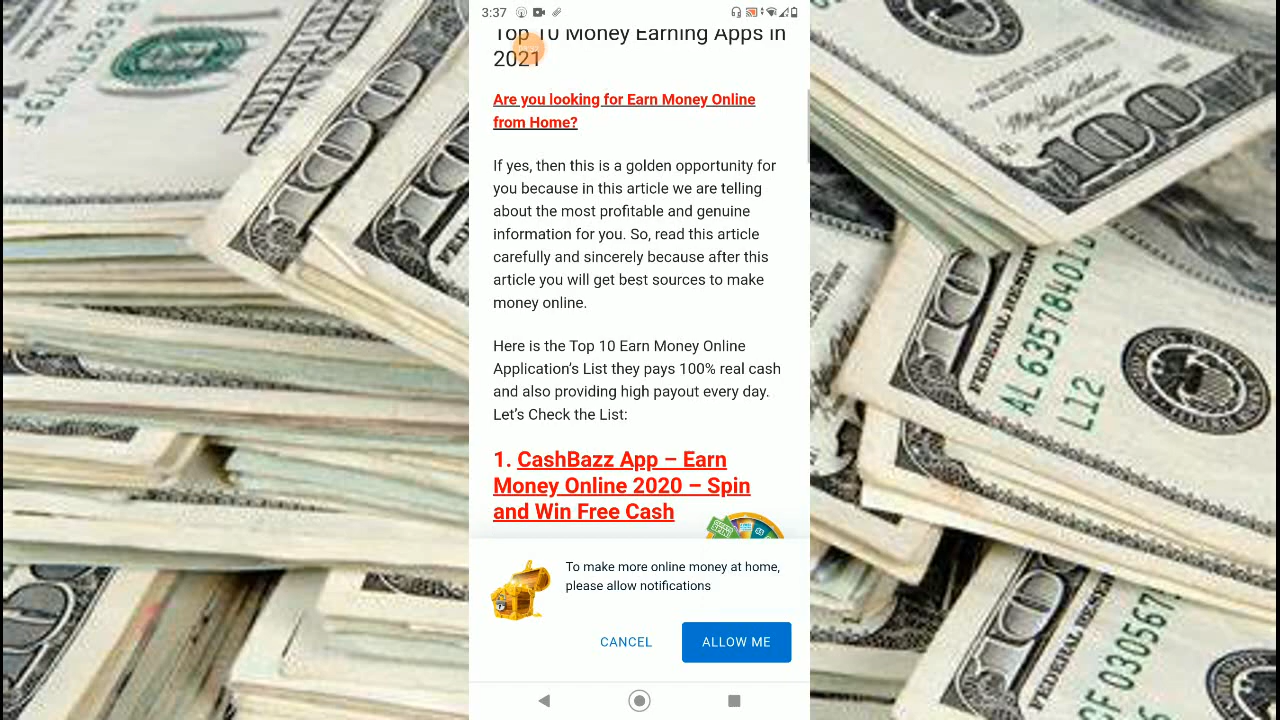 3:37
Top 10 Money Earning Apps in
2021
Are you looking for Earn Money Online
from Home?
If yes, then this is a golden opportunity for
you because in this article we are telling
about the most profitable and genuine
information for you. So, read this article
carefully and sincerely because after this
article you will get best sources to make
money online.
Here is the Top 10 Earn Money Online
Application's List they pays 100% real cash
and also providing high payout every day.
Let's Check the List:
1. CashBazz App – Earn
Money Online 2020 – Spin
and Win Free Cash
To make more online money at home,
please allow notifications
CANCEL
ALLOW ME
100
AL 63578401
L12
100